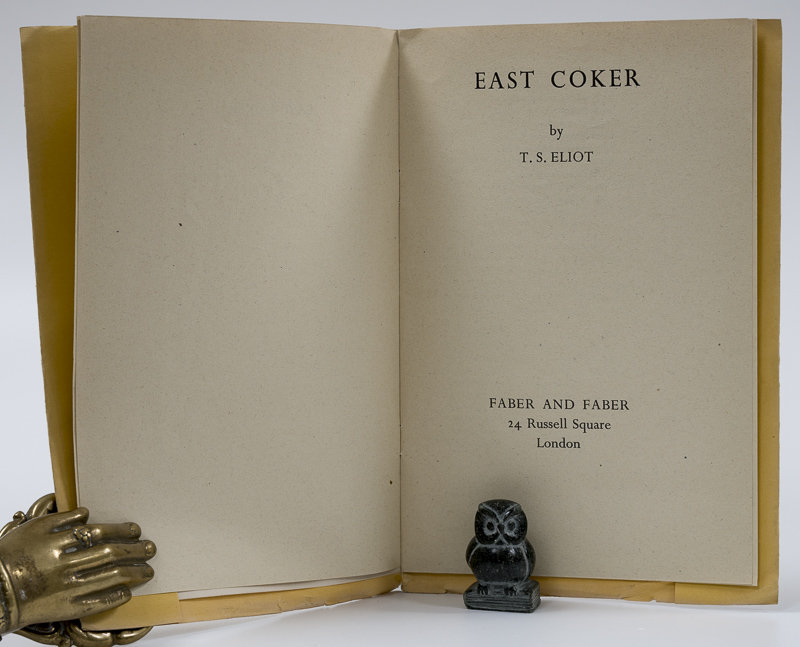 EAST COKER
by
T. S. ELIOT
FABER AND FABER
24 Russell Square
London